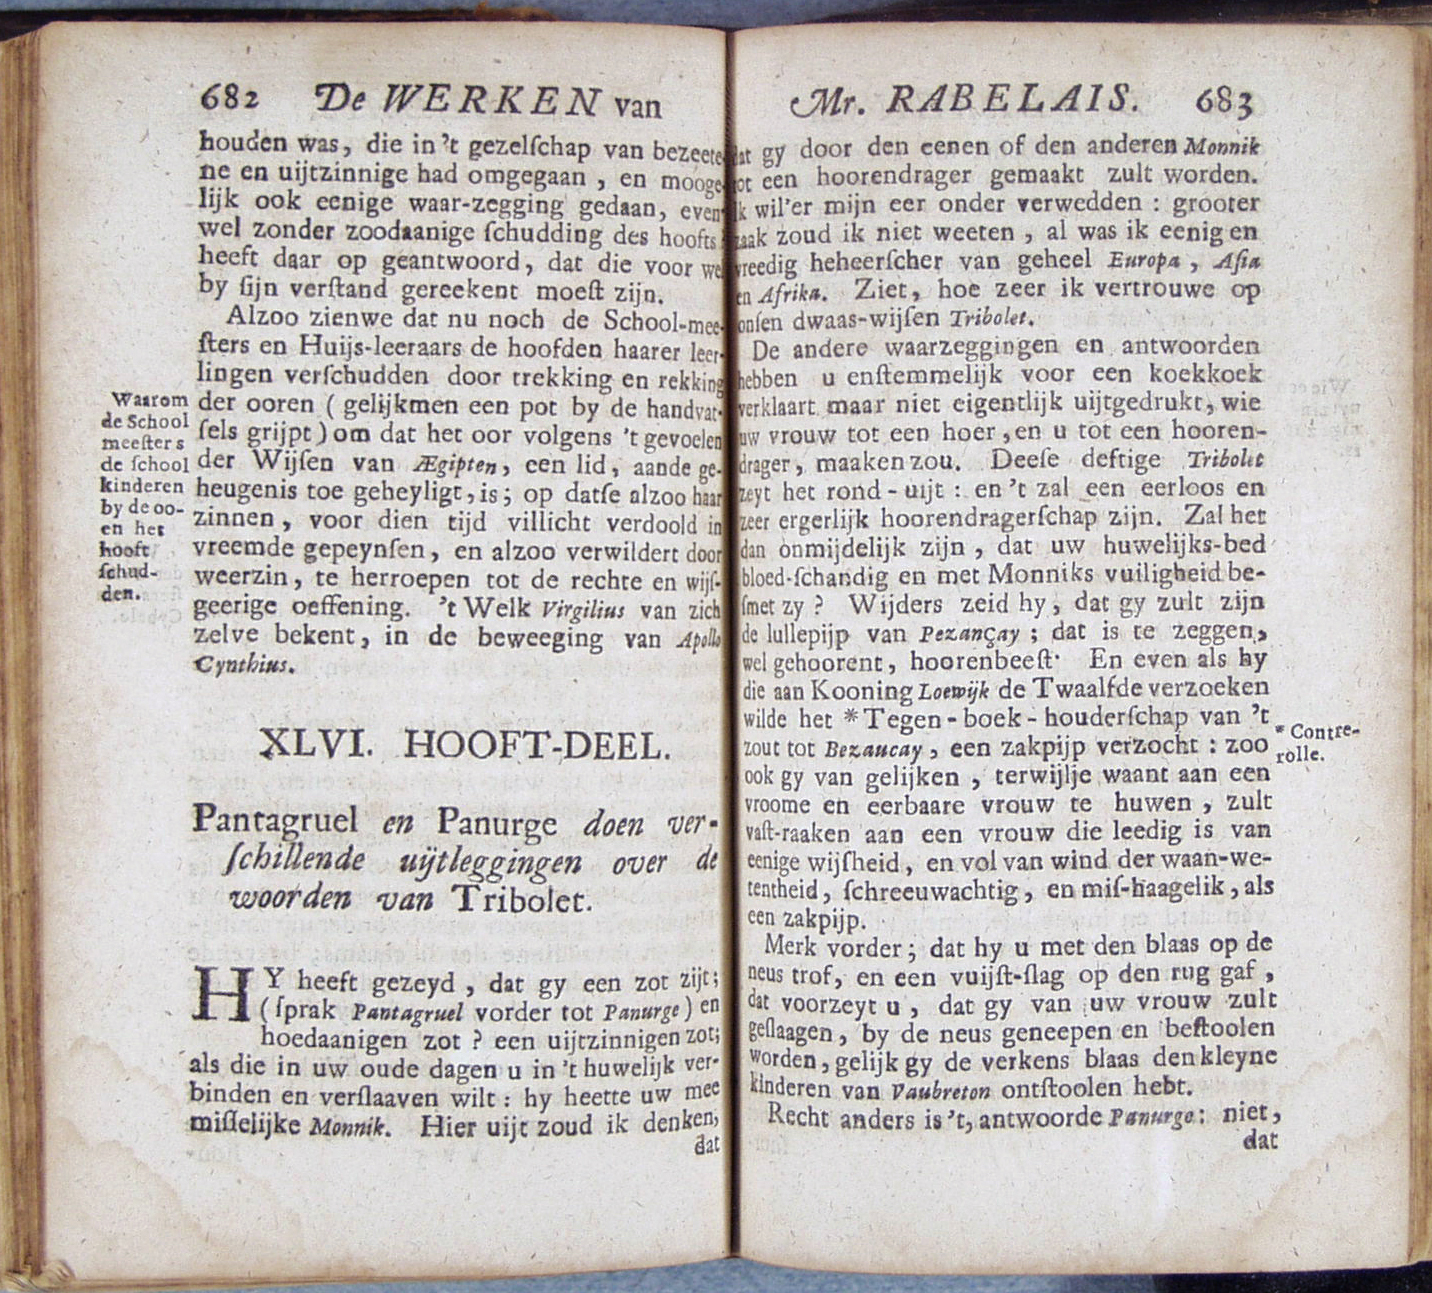 682 De WERKEN van
houden was, die in 't gezelſchap van bezeete-
ne en uijtzinnige had omgegaan , en mooge-
lijk ook eenige waar-zegging gedaan, even-
wel zonder zoodaanige ſchudding des hoofts :
heeft daar op geantwoord, dat die voor wel
by ſijn verſtand gereekent moeſt zijn.
Alzoo zienwe dat nu noch de School-mee-
ſters en Huijs-leeraars de hoofden haarer leer-
lingen verſchudden door trekking en rekking
der ooren ( gelijkmen een pot by de handvat-
ſels grijpt ) om dat het oor volgens 't gevoelen
der Wijſen van Ægipten, een lid, aande ge-
heugenis toe geheyligt, is; op datſe alzoo haar
zinnen, voor dien tijd villicht verdoold in
vreemde gepeynſen, en alzoo verwildert door
weerzin, te herroepen tot de rechte en wijſ-
geerige oeffening. 't Welk Virgilius van zich
zelve bekent, in de beweeging van Apollo
Cynthius.
Waarom
de School
meeſters
de ſchool
kinderen
by de oo-
en het
hooft
ſchud-
den.
XLVI. HOOFT-DEEL.
Pantagruel en Panurge doen ver-
ſchillende uijtleggingen over de
woorden van Tribolet.
HY heeft gezeyd , dat gy een zot zijt;
( ſprak Pantagruel vorder tot Panurge ) en
hoedaanigen zot ? een uijtzinnigen zot;
als die in uw oude dagen u in 't huwelijk ver-
binden en verſlaaven wilt : hy heette uw mee
miſlelijke Monnik. Hier uijt zoud ik denken,
dat
Mr. RABELAIS. 683
dat gy door den eenen of den anderen Monnik
tot een hoorendrager gemaakt zult worden.
Ik wil'er mijn eer onder verwedden : grooter
zaak zoud ik niet weeten , al was ik eenig en
vreedig heheerſcher van geheel Europa , Aſia
en Afrika. Ziet, hoe zeer ik vertrouwe op
onſen dwaas-wijſen Tribolet.
De andere waarzeggingen en antwoorden
hebben u enſtemmelijk voor een koekkoek
verklaart maar niet eigentlijk uijtgedrukt, wie
uw vrouw tot een hoer, en u tot een hooren-
drager, maaken zou. Deeſe deftige Tribolet
zeyt het rond - uijt : en 't zal een eerloos en
zeer ergerlijk hoorendragerſchap zijn. Zal het
dan onmijdelijk zijn , dat uw huwelijks-bed
bloed-ſchandig en met Monniks vuiligheid be-
ſmet zy ? Wijders zeid hy, dat gy zult zijn
de lullepijp van Pezançay ; dat is te zeggen,
wel gehoorent, hoorenbeeſt. En even als hy
die aan Kooning Loewijk de Twaalfde verzoeken
wilde het * Tegen - boek - houderſchap van 't
zout tot Bezaucay , een zakpijp verzocht : zoo
ook gy van gelijken , terwijlje waant aan een
vroome en eerbaare vrouw te huwen , zult
vaſt-raaken aan een vrouw die leedig is van
eenige wijſheid, en vol van wind der waan-we-
tentheid, ſchreeuwachtig, en miſ-haagelik, als
een zakpijp.
Merk vorder; dat hy u met den blaas op de
neus trof, en een vuijſt-ſlag op den rug gaf ,
dat voorzeyt u , dat gy van uw vrouw zult
geſlaagen, by de neus geneepen en beſtoolen
worden, gelijk gy de verkens blaas den kleyne
kinderen van Vaubreton ontſtoolen hebt.
Recht anders is 't, antwoorde Panurge : niet,
dat
* Contre-
rolle.